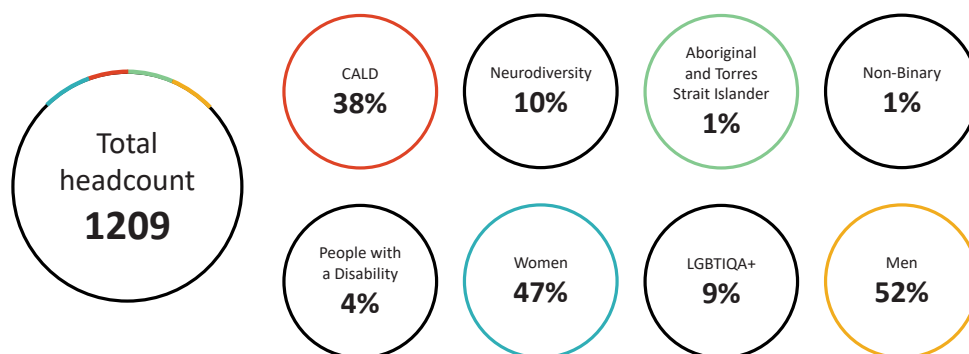 Total
headcount
1209
CALD
38%
Neurodiversity
10%
Aboriginal
and Torres
Strait Islander
1%
Non-Binary
1%
People with
a Disability
4%
Women
47%
LGBTIQA+
9%
Men
52%